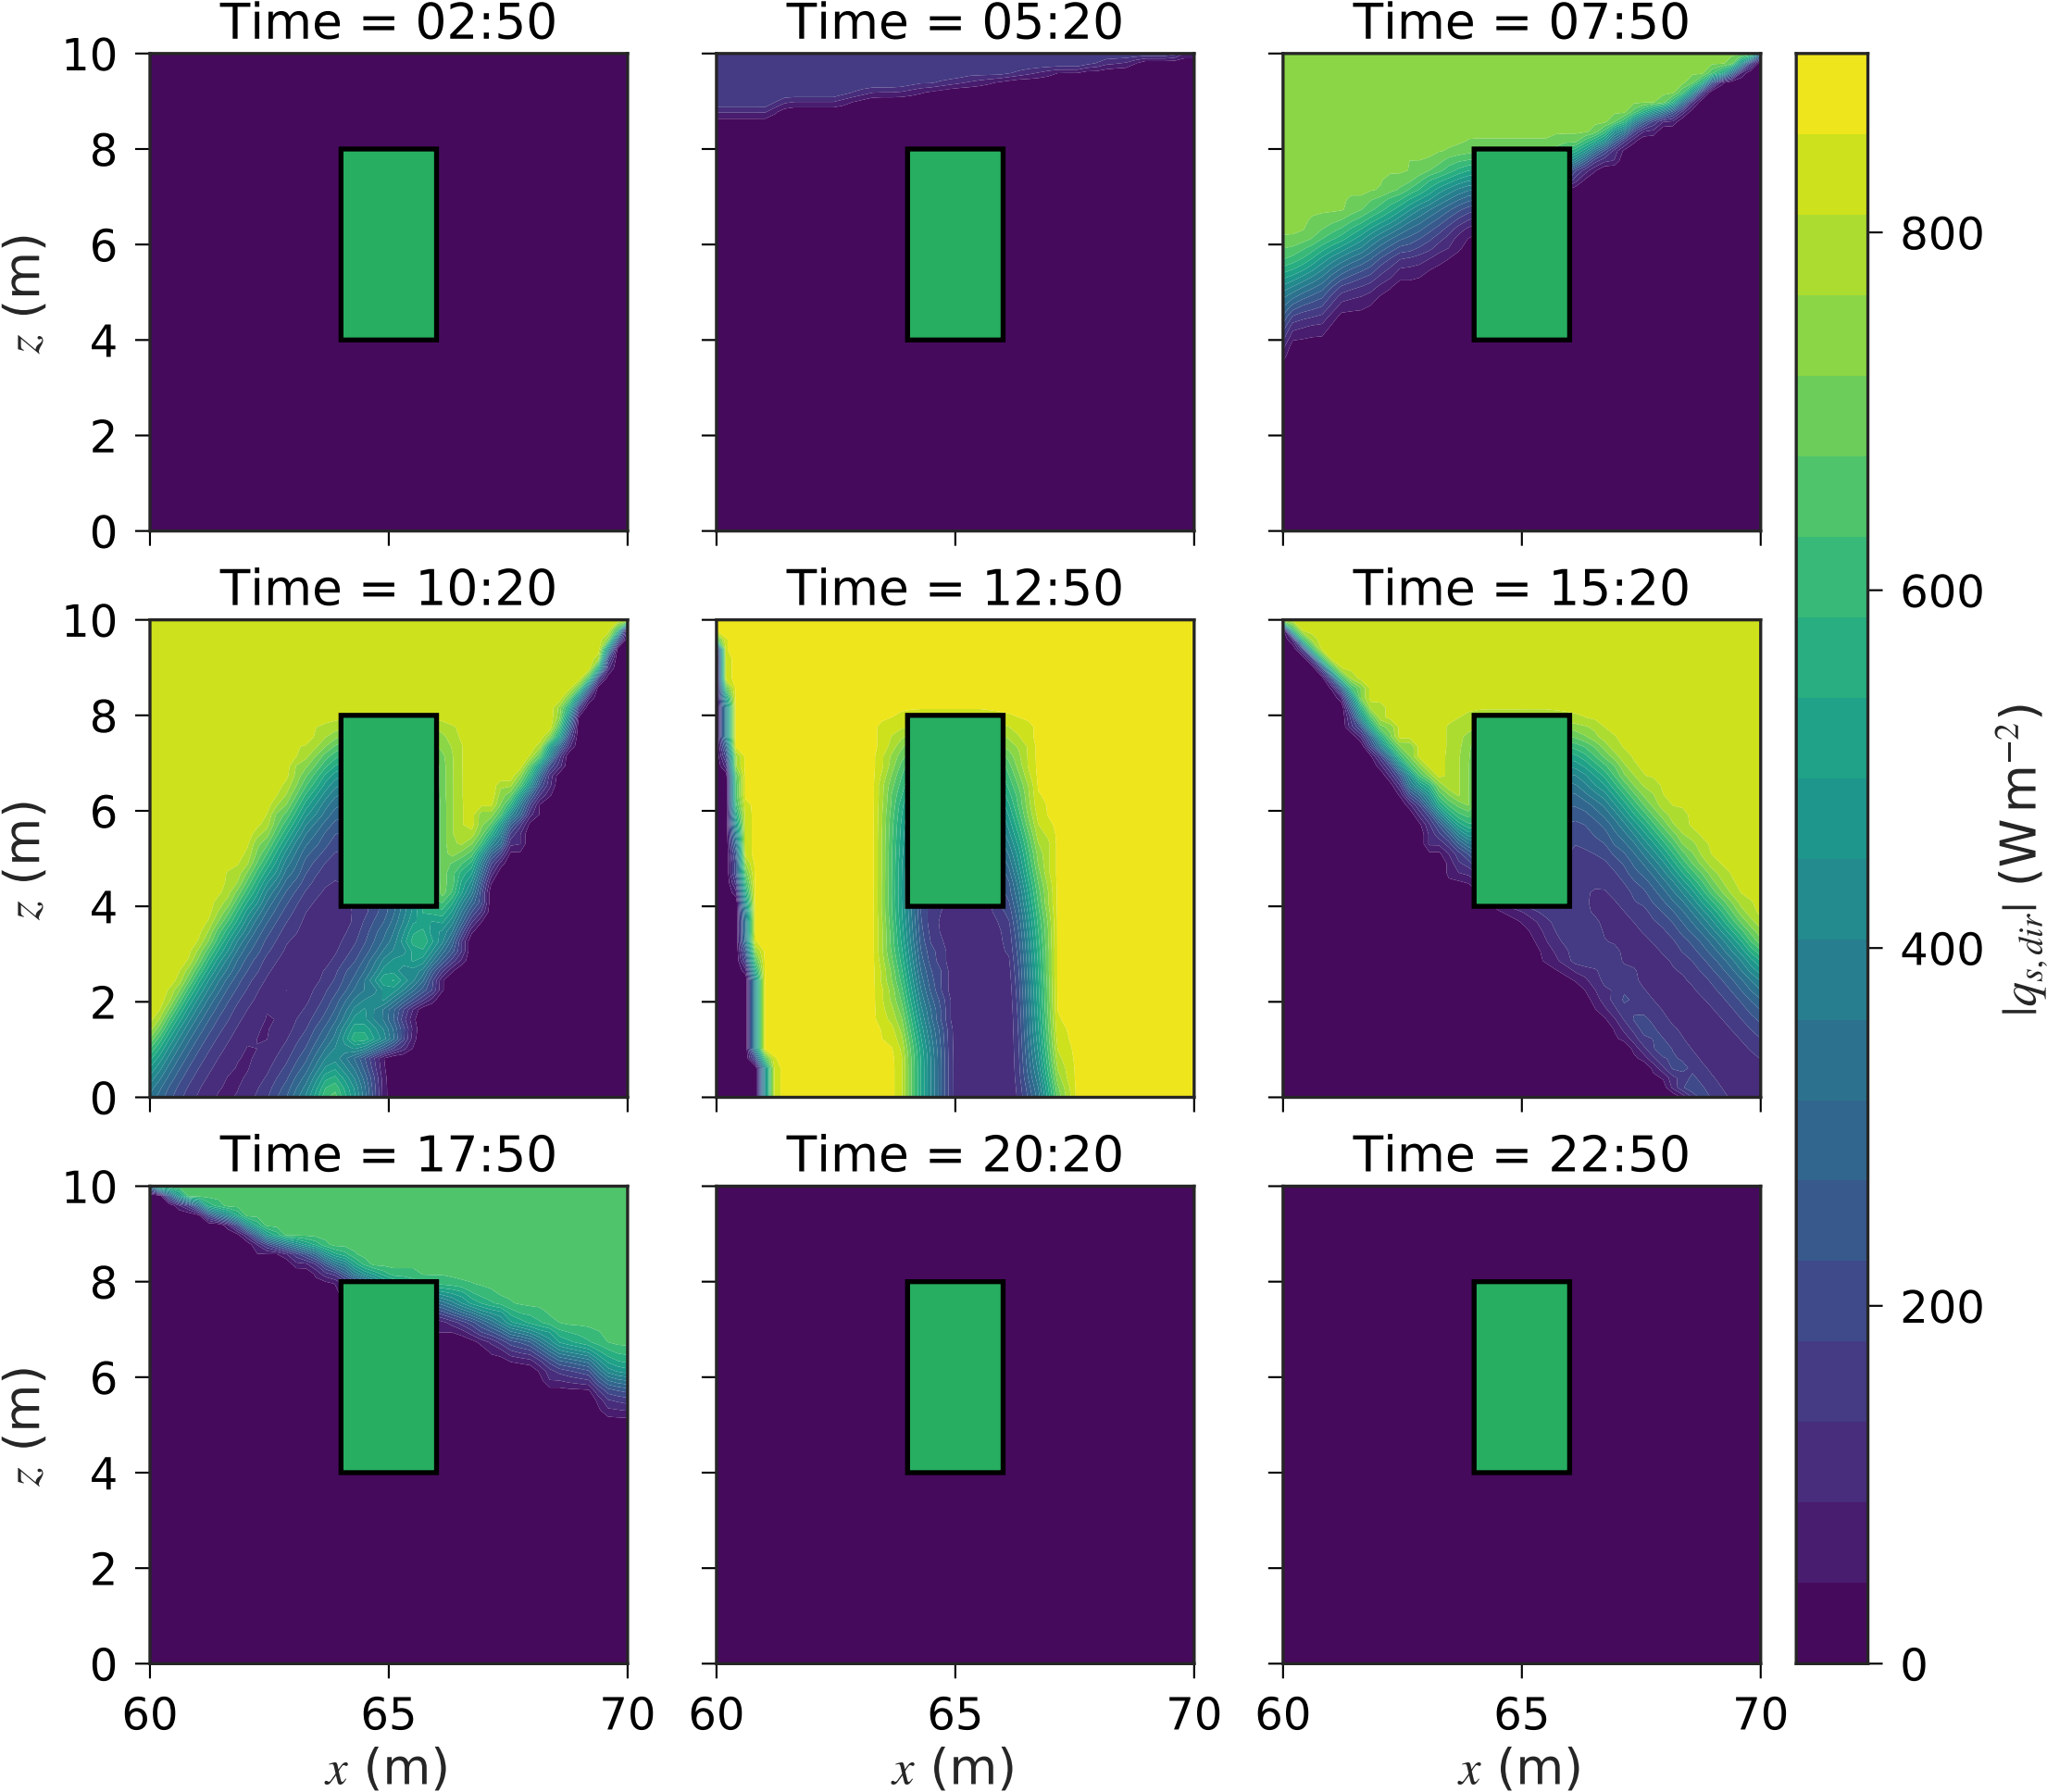 Time = 02:50 Time = 05:20 Time = 07:50
10
8
6
4
2
0
z (m)
800
600
400
200
0
|q_{s, dir}| (W m^{−2})
Time = 10:20 Time = 12:50 Time = 15:20
10
8
6
4
2
0
z (m)
Time = 17:50 Time = 20:20 Time = 22:50
10
8
6
4
2
0
z (m)
60 65 70 60 65 70 60 65 70
x (m) x (m) x (m)